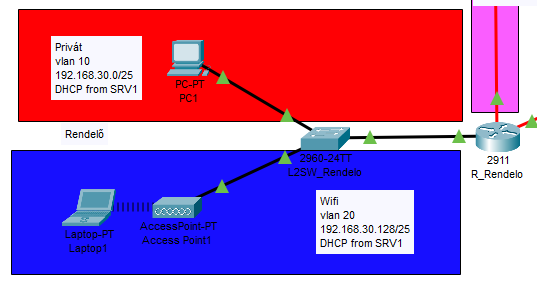 Privát
vlan 10
192.168.30.0/25
DHCP from SRV1
PC-PT
PC1
Rendelő
2960-24TT
L2SW_Rendelo
2911
R_Rendelo
Laptop-PT
Laptop1
AccessPoint-PT
Access Point1
Wifi
vlan 20
192.168.30.128/25
DHCP from SRV1